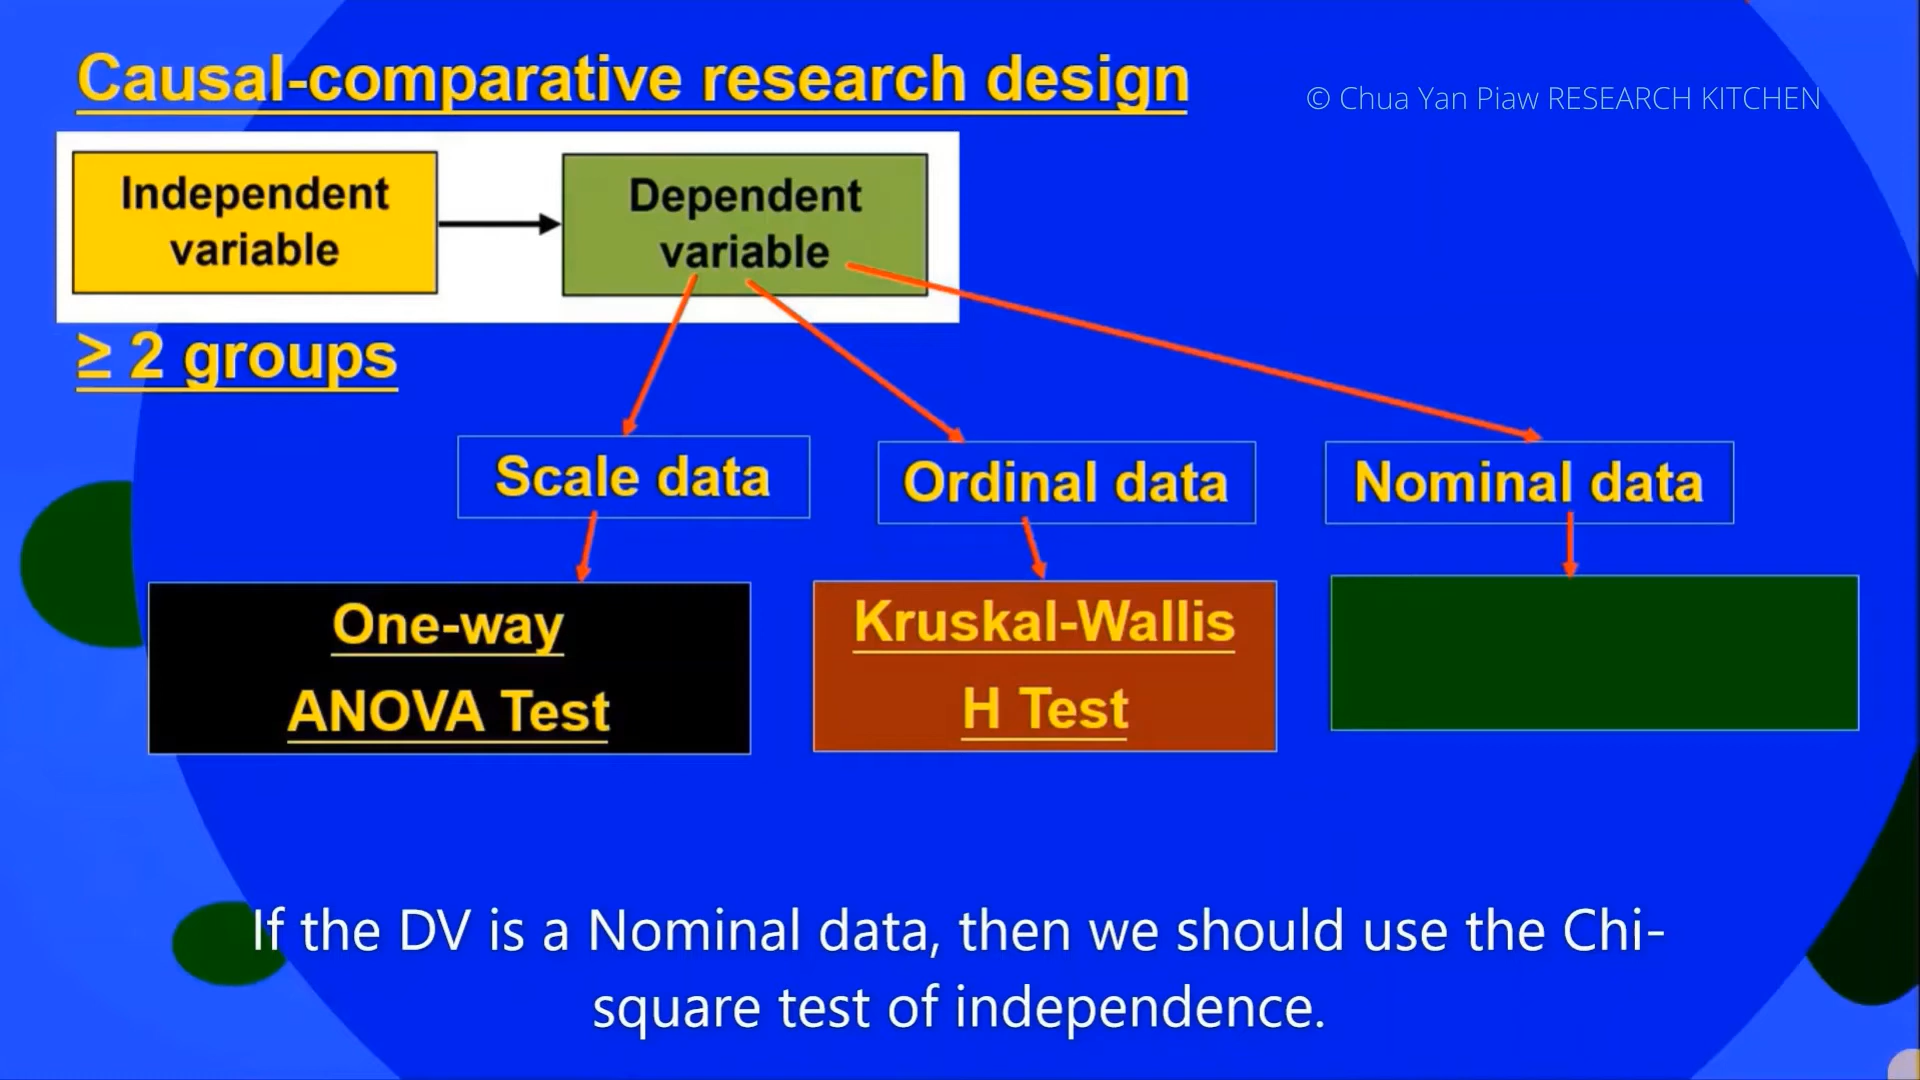 Causal-comparative research design
© Chua Yan Piaw RESEARCH KITCHEN
Independent
variable
Dependent
variable
≥ 2 groups
Scale data
Ordinal data
Nominal data
One-way
ANOVA Test
Kruskal-Wallis
H Test
If the DV is a Nominal data, then we should use the Chi-
square test of independence.